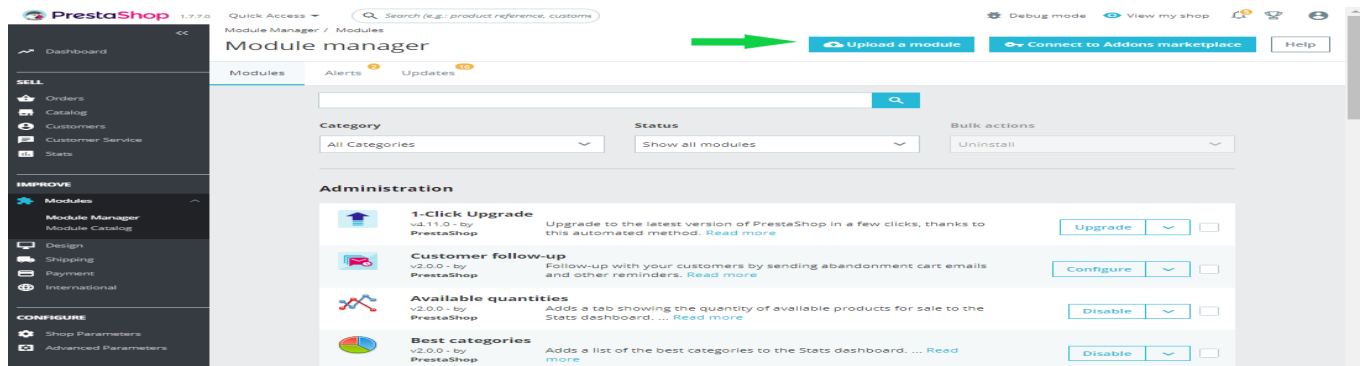 PrestaShop 1.7.7.0 Quick Access Search (e.g.: product reference, custome Debug mode View my shop
<<
Module Manager / Modules
Module manager
Upload a module Connect to Addons marketplace Help
Dashboard
Modules Alerts 2 Updates 16
SELL
Orders
Catalog
Customers
Customer Service
Stats
IMPROVE
Modules
Module Manager
Module Catalog
Design
Shipping
Payment
International
CONFIGURE
Shop Parameters
Advanced Parameters
Category Status Bulk actions
All Categories Show all modules Uninstall
Administration
1-Click Upgrade
v4.11.0 - by
PrestaShop
Upgrade to the latest version of PrestaShop in a few clicks, thanks to
this automated method. Read more
Upgrade
Customer follow-up
v2.0.0 - by
PrestaShop
Follow-up with your customers by sending abandonment cart emails
and other reminders. Read more
Configure
Available quantities
v2.0.0 - by
PrestaShop
Adds a tab showing the quantity of available products for sale to the
Stats dashboard. ... Read more
Disable
Best categories
v2.0.0 - by
PrestaShop
Adds a list of the best categories to the Stats dashboard. ... Read
more
Disable